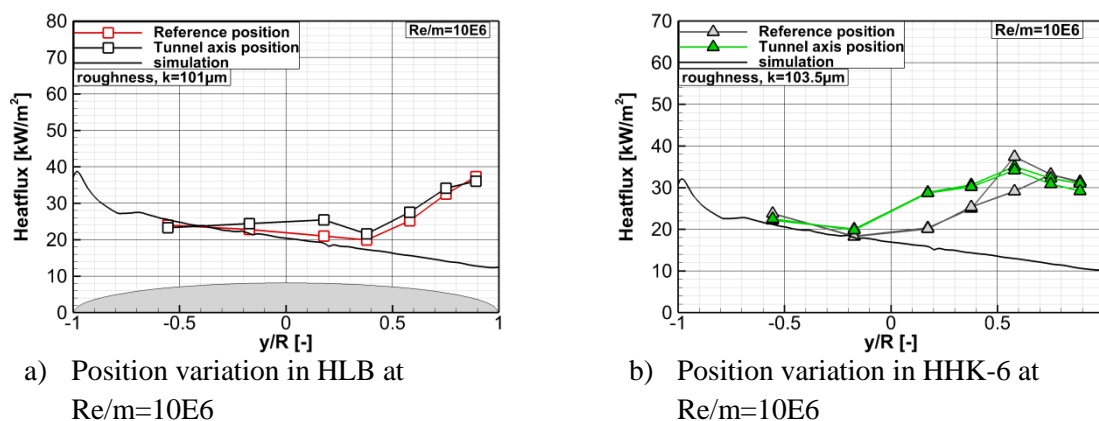 80
70
60
50
40
30
20
10
0
Heatflux [kW/m²]
Reference position
Tunnel axis position
simulation
roughness, k=101µm
Re/m=10E6
-1
-0.5
0
0.5
1
y/R [-]
a) Position variation in HLB at
Re/m=10E6
70
60
50
40
30
20
10
0
Heatflux [kW/m²]
Reference position
Tunnel axis position
simulation
roughness, k=103.5µm
Re/m=10E6
-1
-0.5
0
0.5
y/R [-]
b) Position variation in HHK-6 at
Re/m=10E6